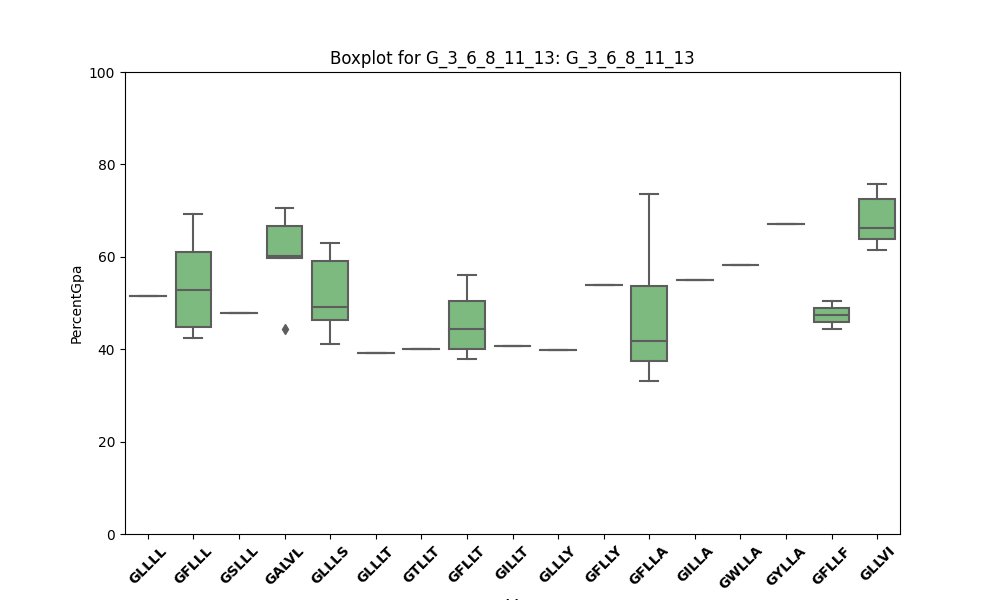 Boxplot for G_3_6_8_11_13: G_3_6_8_11_13
100
80
60
40
20
0
PercentGpa
GLLLL
GFLLL
GSLLL
GALVL
GLLLS
GLLLT
GTLLT
GFLLT
GILLT
GLLLY
GFLLY
GFLLA
GILLA
GWLLA
GYLLA
GFLLF
GLLVI